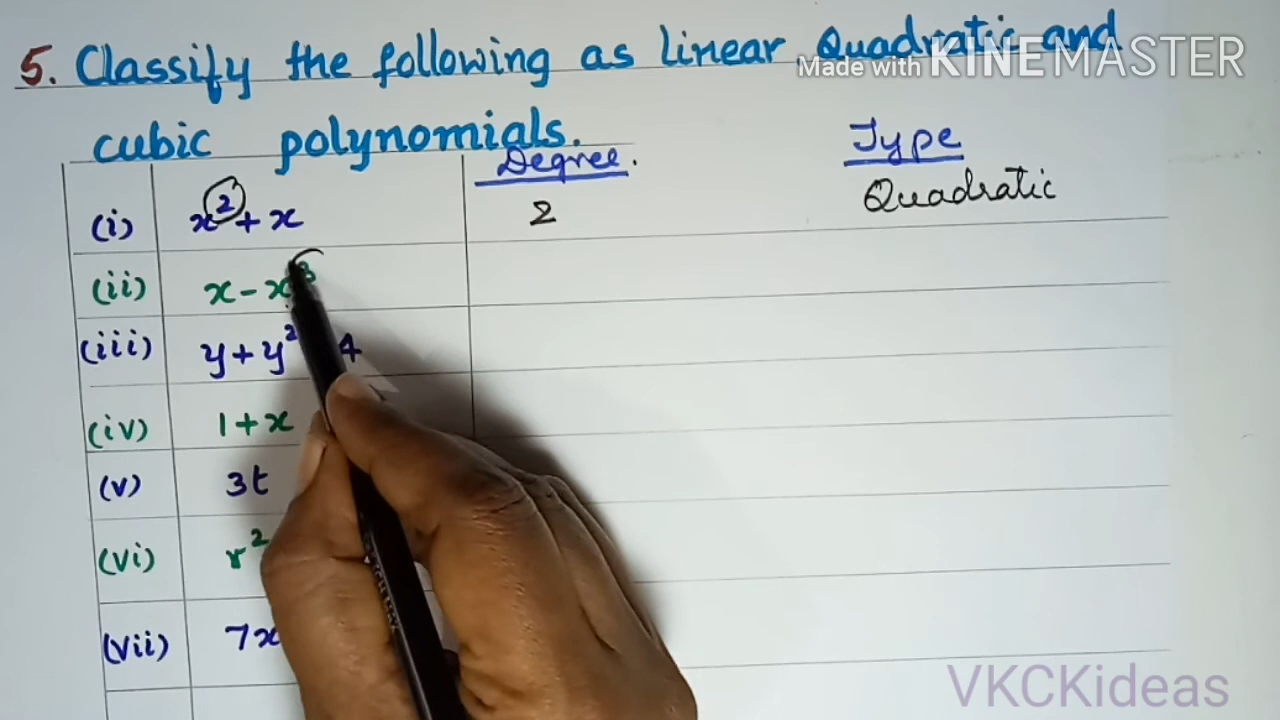 5. Classify the following as linear, Quadratic and
Made with KINEMASTER
cubic polynomials.
Degree. Type
(i) x² + x 2 Quadratic
(ii) x - x³
(iii) y + y² 4
(iv) 1 + x
(v) 3t
(vi) r²
(vii) 7x
VKCKideas